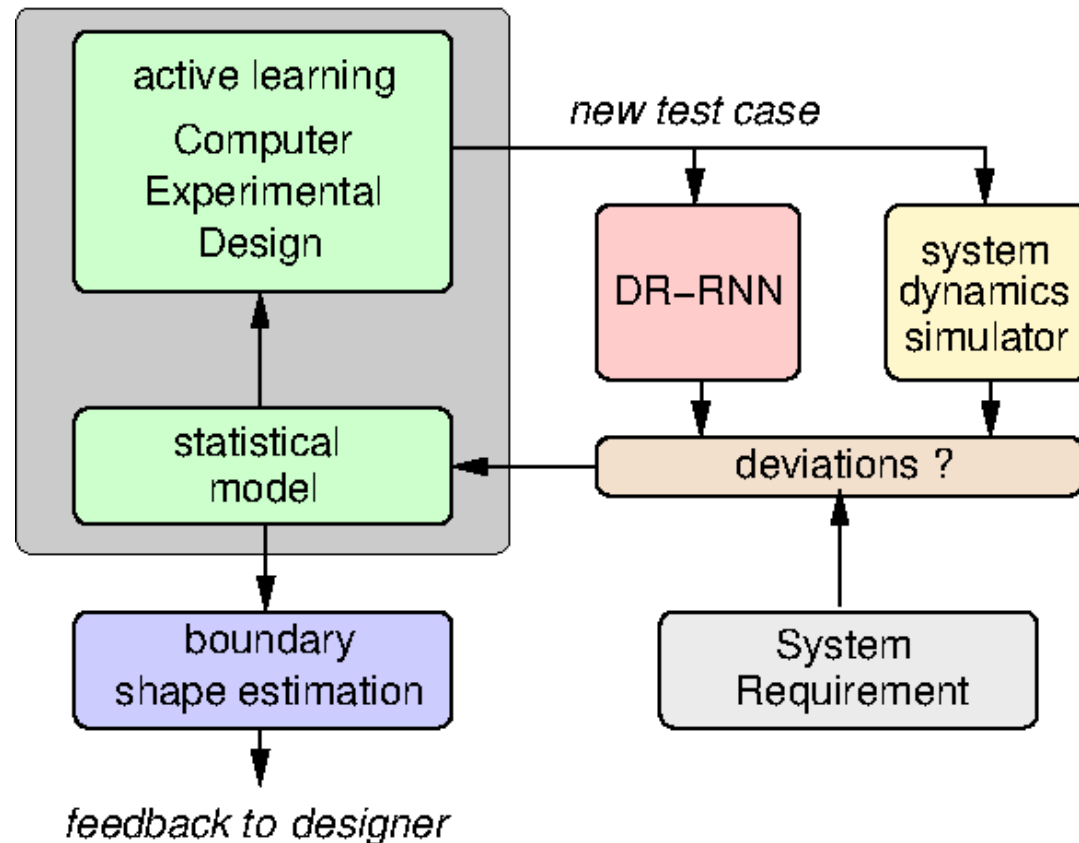 active learning
Computer
Experimental
Design
new test case
DR-RNN
system
dynamics
simulator
statistical
model
deviations ?
boundary
shape estimation
System
Requirement
feedback to designer